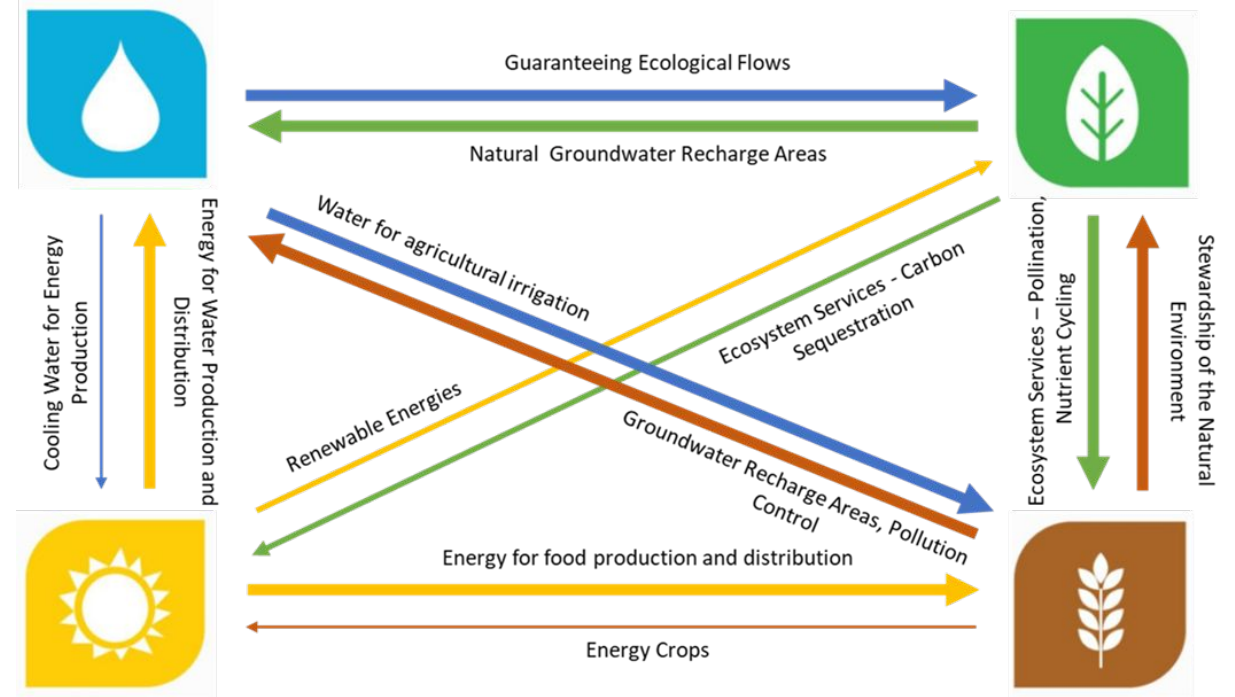 Guaranteeing Ecological Flows
Natural Groundwater Recharge Areas
Cooling Water for Energy
Production
Energy for Water Production and
Distribution
Water for agricultural irrigation
Ecosystem Services - Carbon
Sequestration
Renewable Energies
Groundwater Recharge Areas, Pollution
Control
Ecosystem Services – Pollination,
Nutrient Cycling
Stewardship of the Natural
Environment
Energy for food production and distribution
Energy Crops